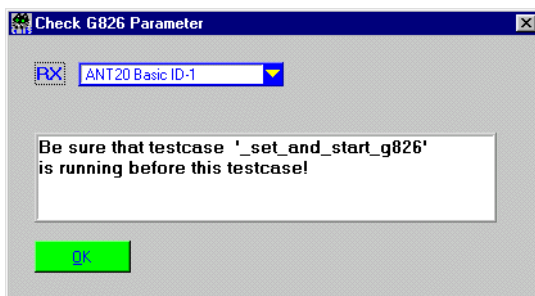 Check G826 Parameter
RX
ANT20 Basic ID-1
Be sure that testcase '_set_and_start_g826'
is running before this testcase!
OK